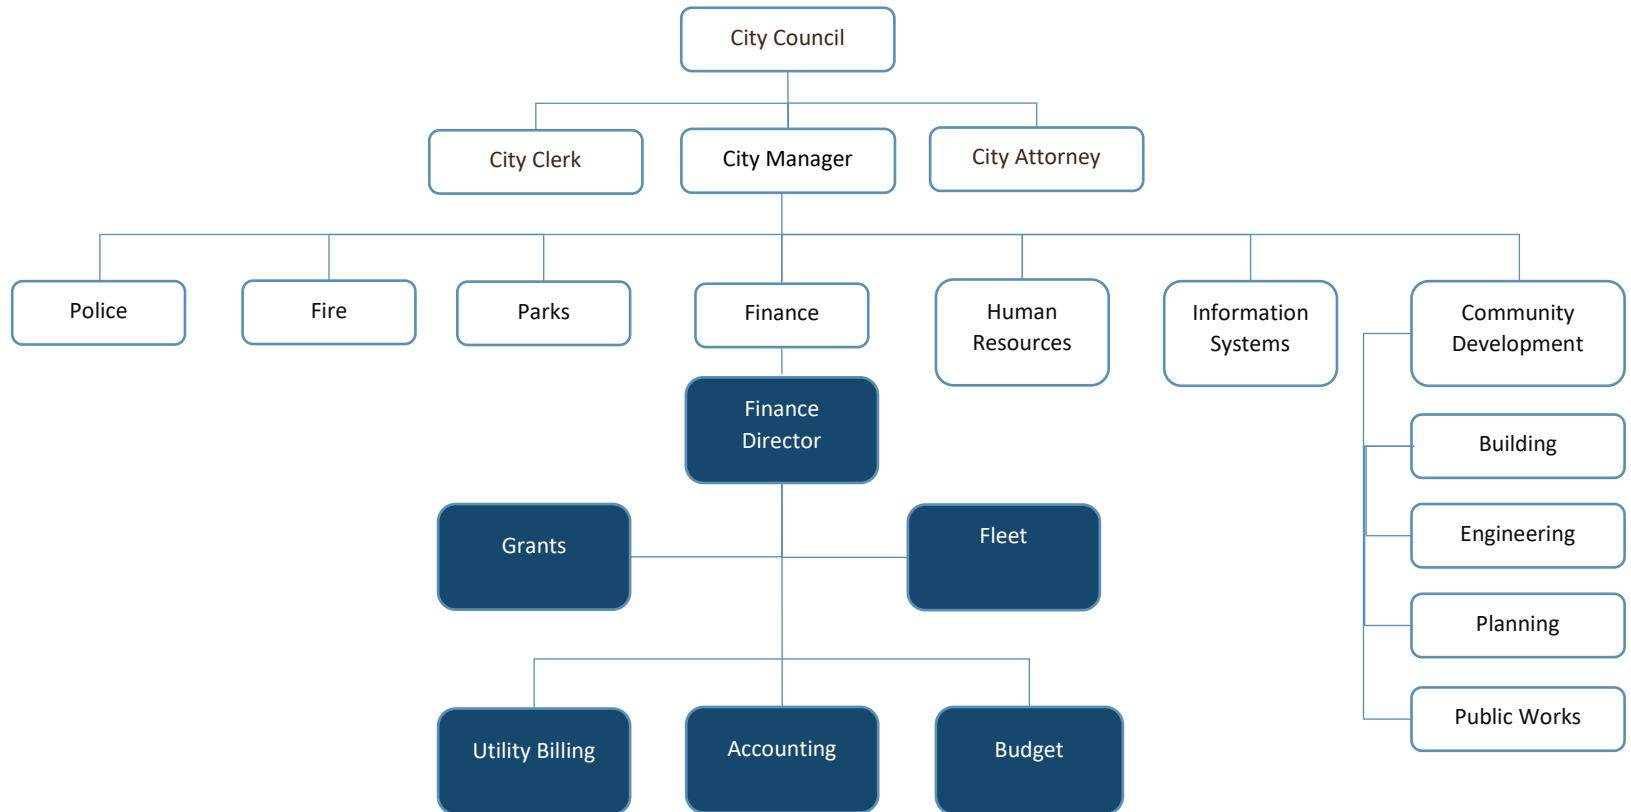 City Council
City Clerk
City Manager
City Attorney
Police
Fire
Parks
Finance
Human
Resources
Information
Systems
Community
Development
Finance
Director
Building
Engineering
Planning
Public Works
Grants
Fleet
Utility Billing
Accounting
Budget